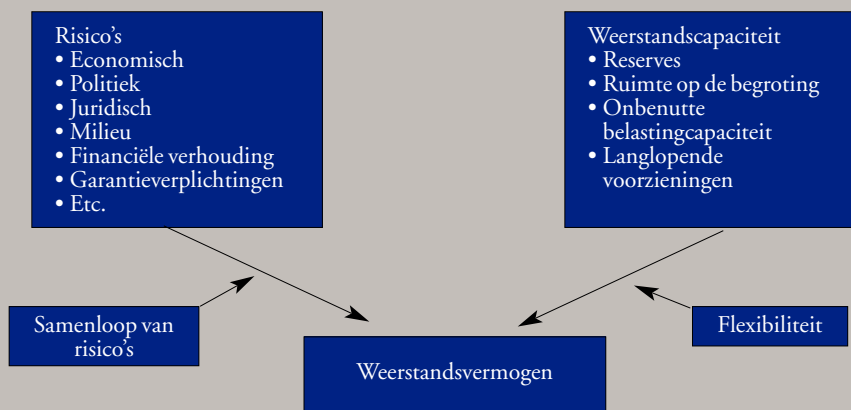 Risico’s
• Economisch
• Politiek
• Juridisch
• Milieu
• Financiële verhouding
• Garantieverplichtingen
• Etc.
Weerstandscapaciteit
• Reserves
• Ruimte op de begroting
• Onbenutte
belastingcapaciteit
• Langlopende
voorzieningen
Samenloop van
risico’s
Flexibiliteit
Weerstandsvermogen